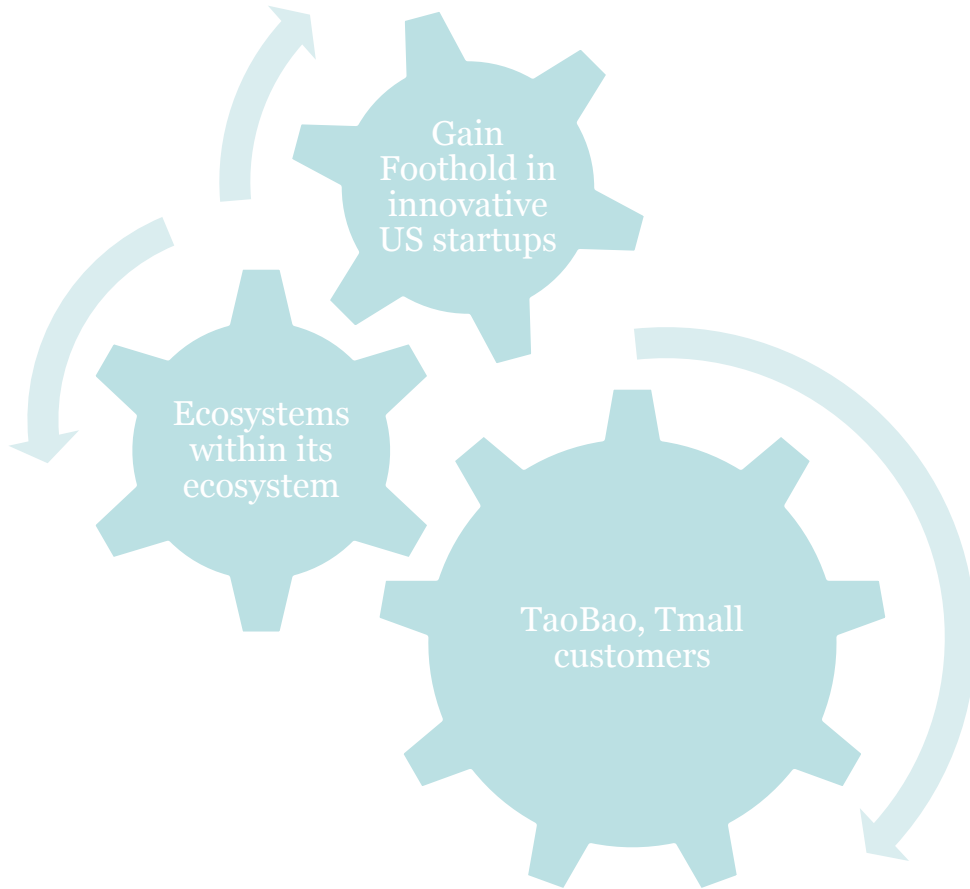 Gain
Foothold in
innovative
US startups
Ecosystems
within its
ecosystem
TaoBao, Tmall
customers